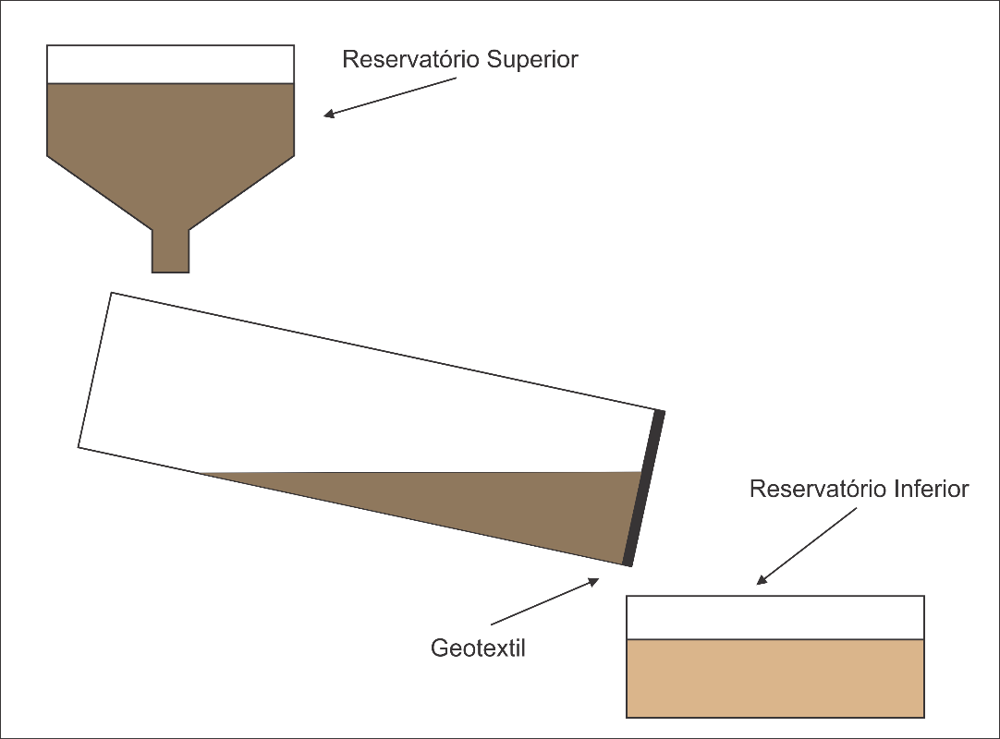 Reservatório Superior
Reservatório Inferior
Geotextil